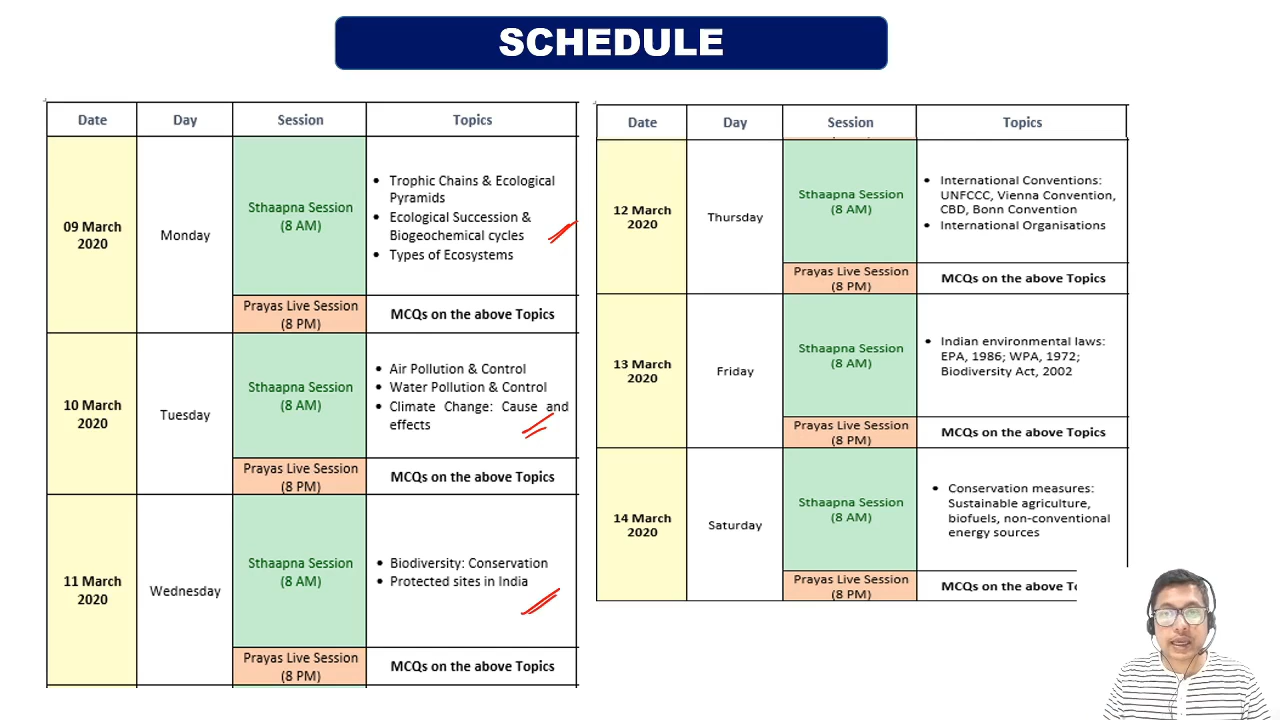 SCHEDULE
Date Day Session Topics
09 March
2020
Monday
Sthaapna Session
(8 AM)
• Trophic Chains & Ecological
Pyramids
• Ecological Succession &
Biogeochemical cycles
• Types of Ecosystems
Prayas Live Session
(8 PM)
MCQs on the above Topics
10 March
2020
Tuesday
Sthaapna Session
(8 AM)
• Air Pollution & Control
• Water Pollution & Control
• Climate Change: Cause and
effects
Prayas Live Session
(8 PM)
MCQs on the above Topics
11 March
2020
Wednesday
Sthaapna Session
(8 AM)
• Biodiversity: Conservation
• Protected sites in India
Prayas Live Session
(8 PM)
MCQs on the above Topics
Date Day Session Topics
12 March
2020
Thursday
Sthaapna Session
(8 AM)
• International Conventions:
UNFCCC, Vienna Convention,
CBD, Bonn Convention
• International Organisations
Prayas Live Session
(8 PM)
MCQs on the above Topics
13 March
2020
Friday
Sthaapna Session
(8 AM)
• Indian environmental laws:
EPA, 1986; WPA, 1972;
Biodiversity Act, 2002
Prayas Live Session
(8 PM)
MCQs on the above Topics
14 March
2020
Saturday
Sthaapna Session
(8 AM)
• Conservation measures:
Sustainable agriculture,
biofuels, non-conventional
energy sources
Prayas Live Session
(8 PM)
MCQs on the above